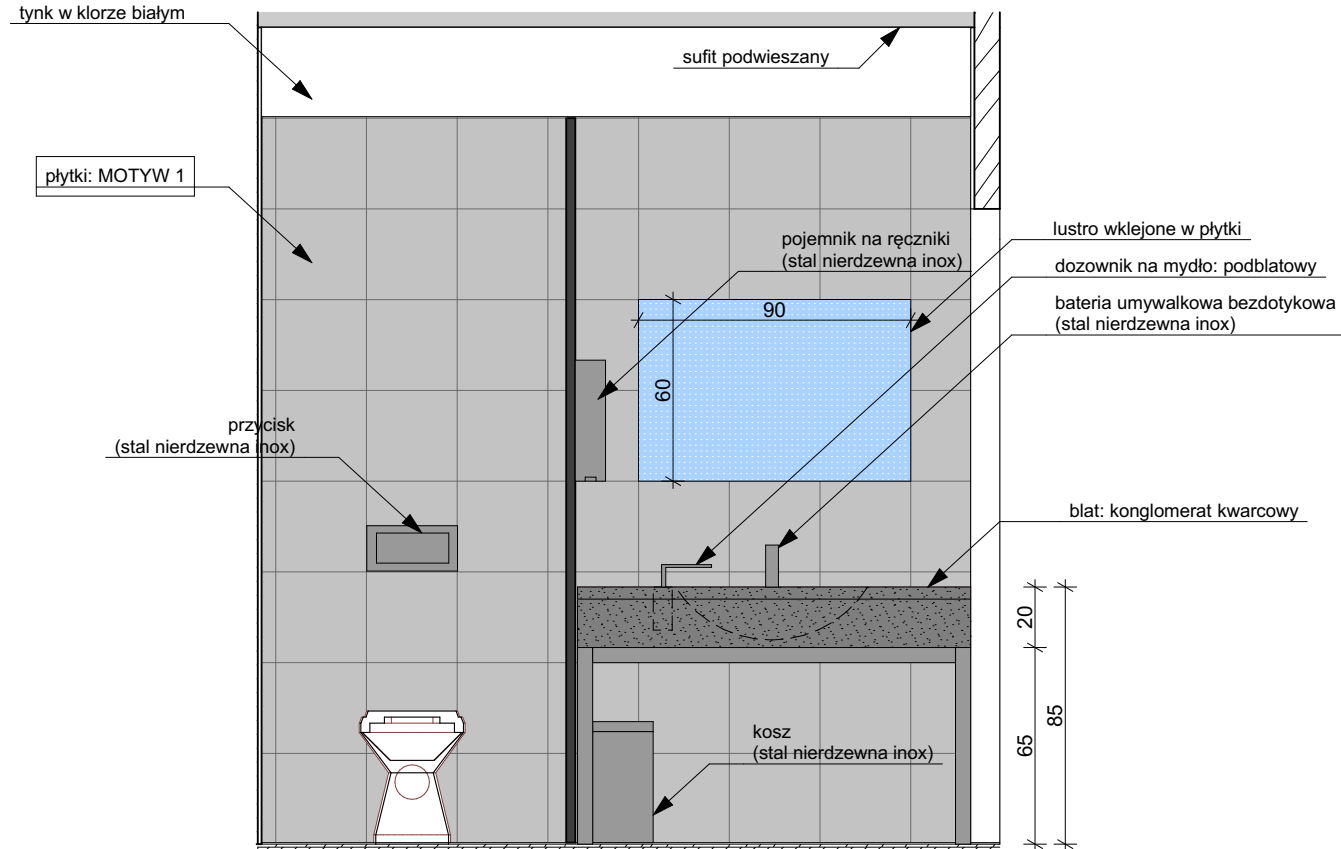 tynk w klorze białym
sufit podwieszany
płytki: MOTYW 1
pojemnik na ręczniki
(stal nierdzewna inox)
lustro wklejone w płytki
dozownik na mydło: podblatowy
bateria umywalkowa bezdotykowa
(stal nierdzewna inox)
90
60
przycisk
(stal nierdzewna inox)
blat: konglomerat kwarcowy
20
85
65
kosz
(stal nierdzewna inox)